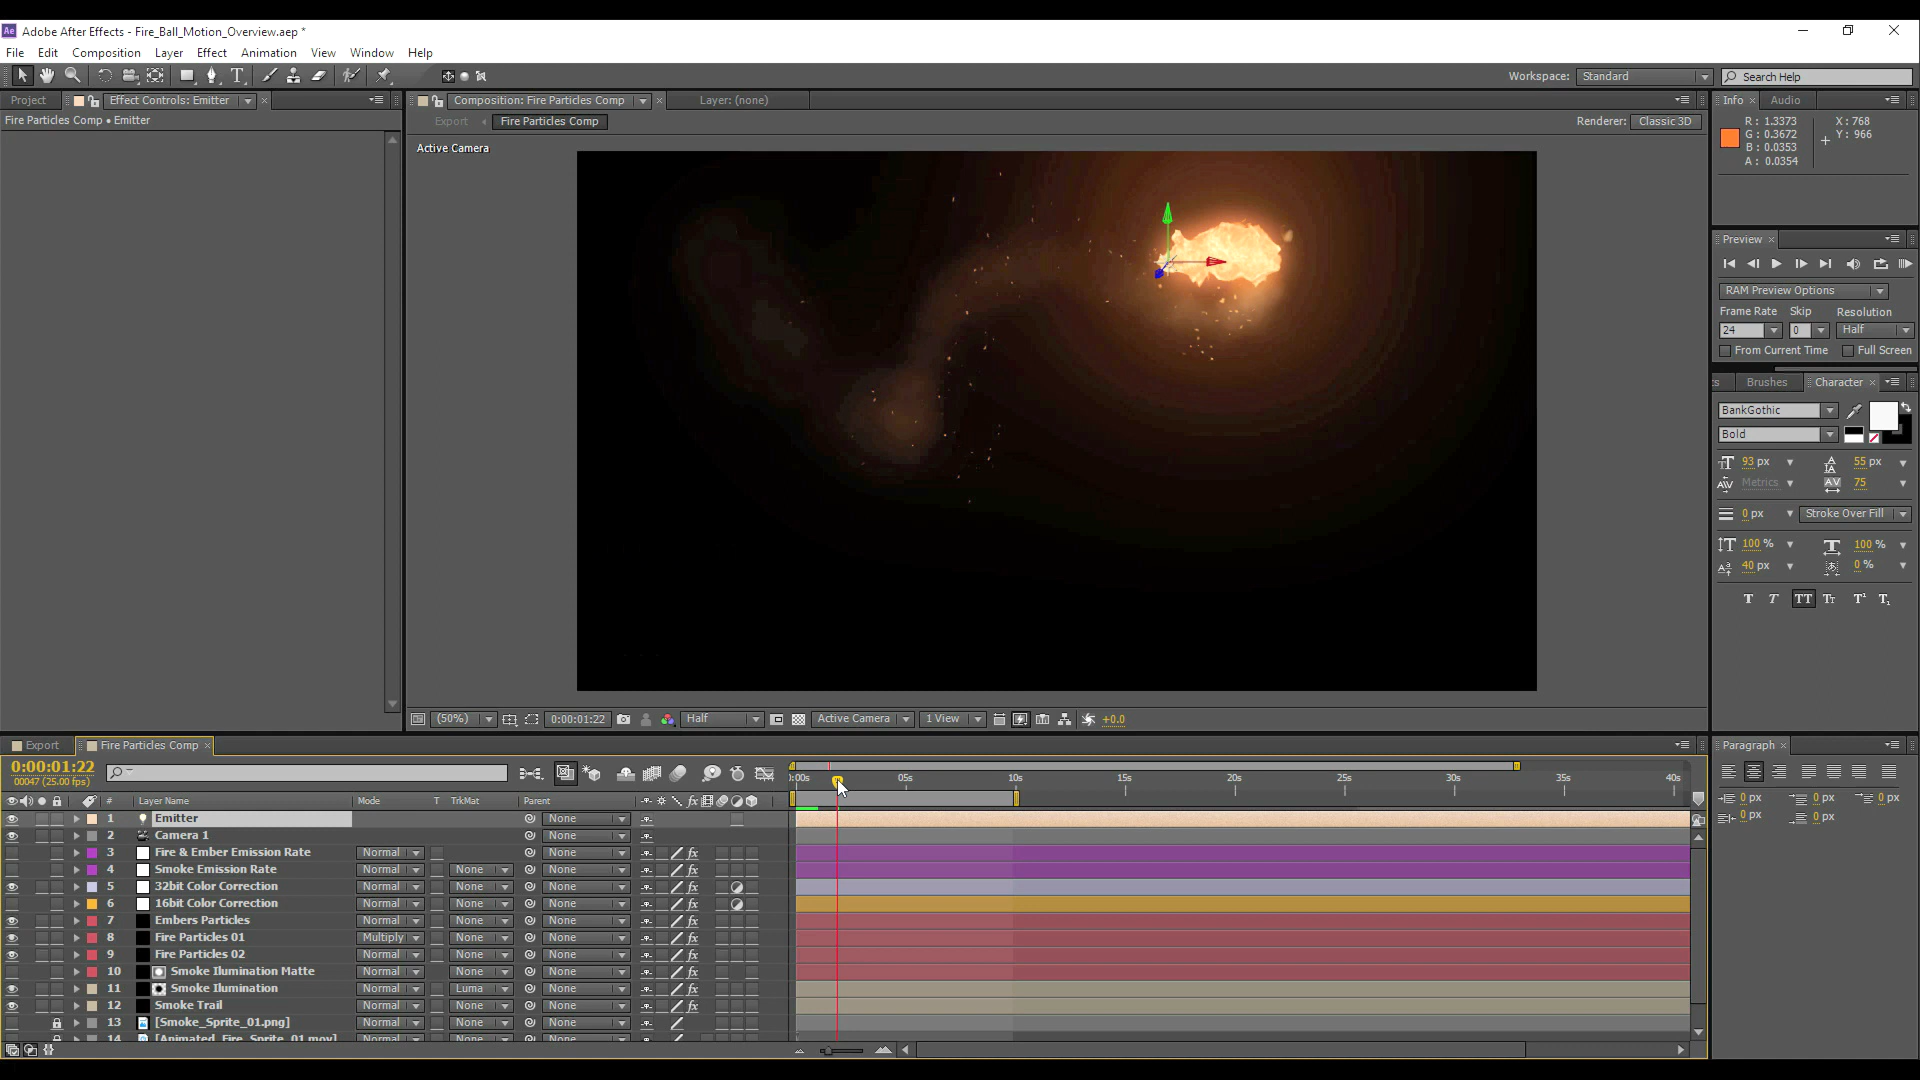 Ae Adobe After Effects - Fire_Ball_Motion_Overview.aep *
File Edit Composition Layer Effect Animation View Window Help
Workspace: Standard Search Help
Project Effect Controls: Emitter Composition: Fire Particles Comp Layer: (none) Info Audio
Fire Particles Comp • Emitter
Export Fire Particles Comp Renderer: Classic 3D
Active Camera
R: 1.3373 X: 768
G: 0.3672 Y: 966
B: 0.0353
A: 0.0354
Preview
RAM Preview Options
Frame Rate Skip Resolution
24 0 Half
From Current Time Full Screen
Brushes Character
BankGothic
Bold
93 px 55 px
Metrics 75
0 px Stroke Over Fill
100 % 100 %
40 px 0 %
T T TT Tt T¹ T₁
(50%) 0:00:01:22 Half Active Camera 1 View +0.0
Export Fire Particles Comp
0:00:01:22
00047 (25.00 fps)
:00s 05s 10s 15s 20s 25s 30s 35s 40s
# Layer Name Mode T TrkMat Parent
1 Emitter None
2 Camera 1 None
3 Fire & Ember Emission Rate Normal None
4 Smoke Emission Rate Normal None None
5 32bit Color Correction Normal None None
6 16bit Color Correction Normal None None
7 Embers Particles Normal None None
8 Fire Particles 01 Multiply None None
9 Fire Particles 02 Normal None None
10 Smoke Ilumination Matte Normal None None
11 Smoke Ilumination Normal Luma None
12 Smoke Trail Normal None None
13 [Smoke_Sprite_01.png] Normal None None
14 [Animated_Fire_Sprite_01.mov] Normal None None
Paragraph
0 px 0 px 0 px
0 px 0 px